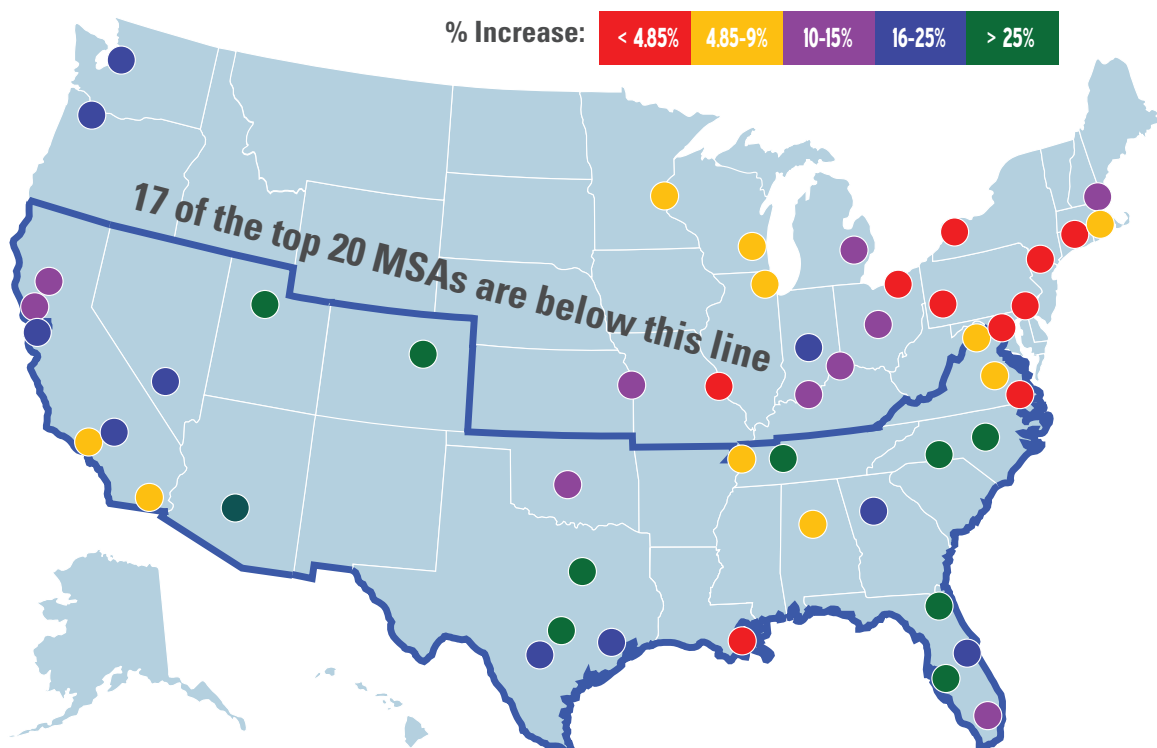 % Increase: < 4.85% 4.85-9% 10-15% 16-25% > 25%
17 of the top 20 MSAs are below this line